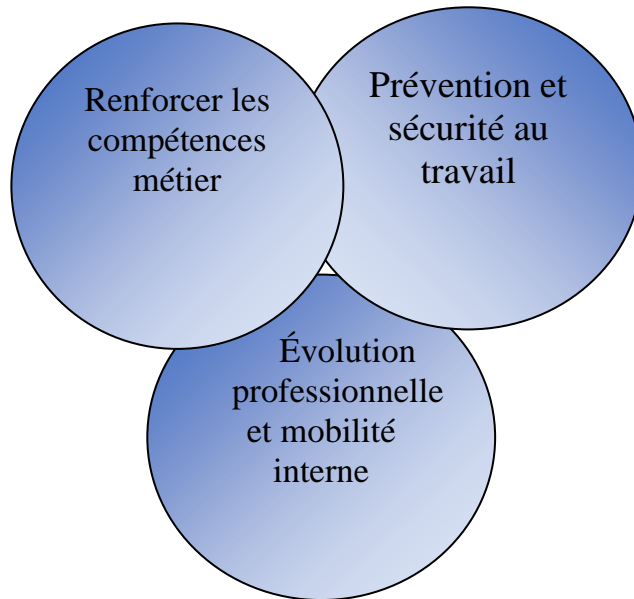 Renforcer les
compétences
métier
Prévention et
sécurité au
travail
Évolution
professionnelle
et mobilité
interne